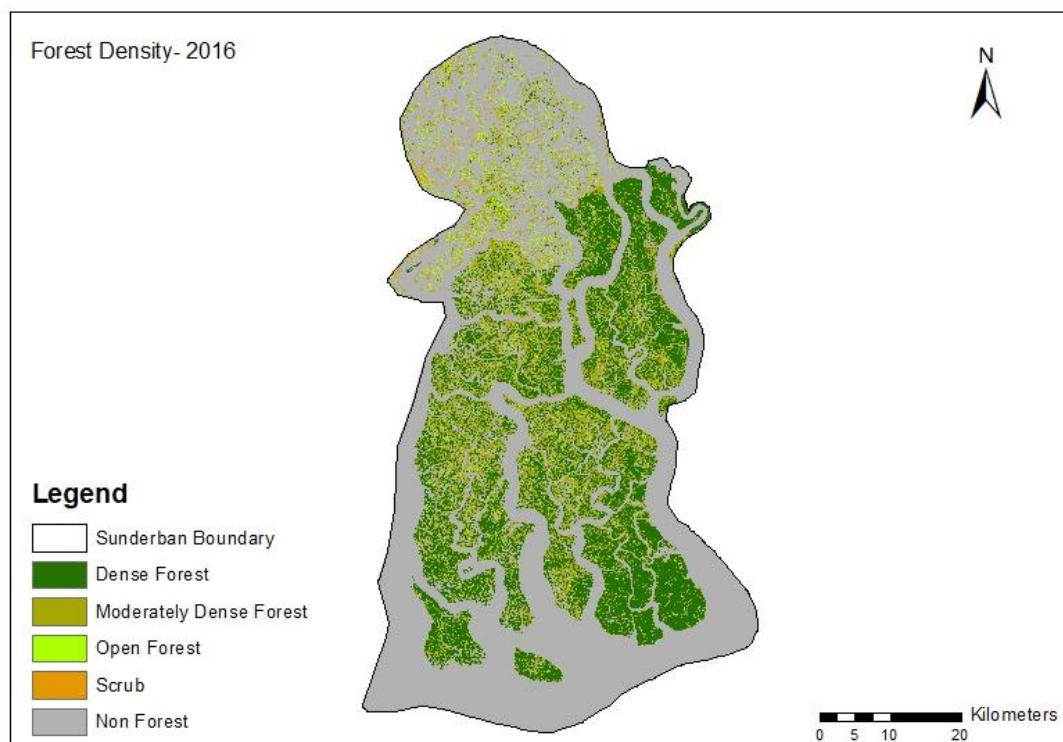 Forest Density- 2016
N
Legend
Sunderban Boundary
Dense Forest
Moderately Dense Forest
Open Forest
Scrub
Non Forest
Kilometers
0 5 10 20